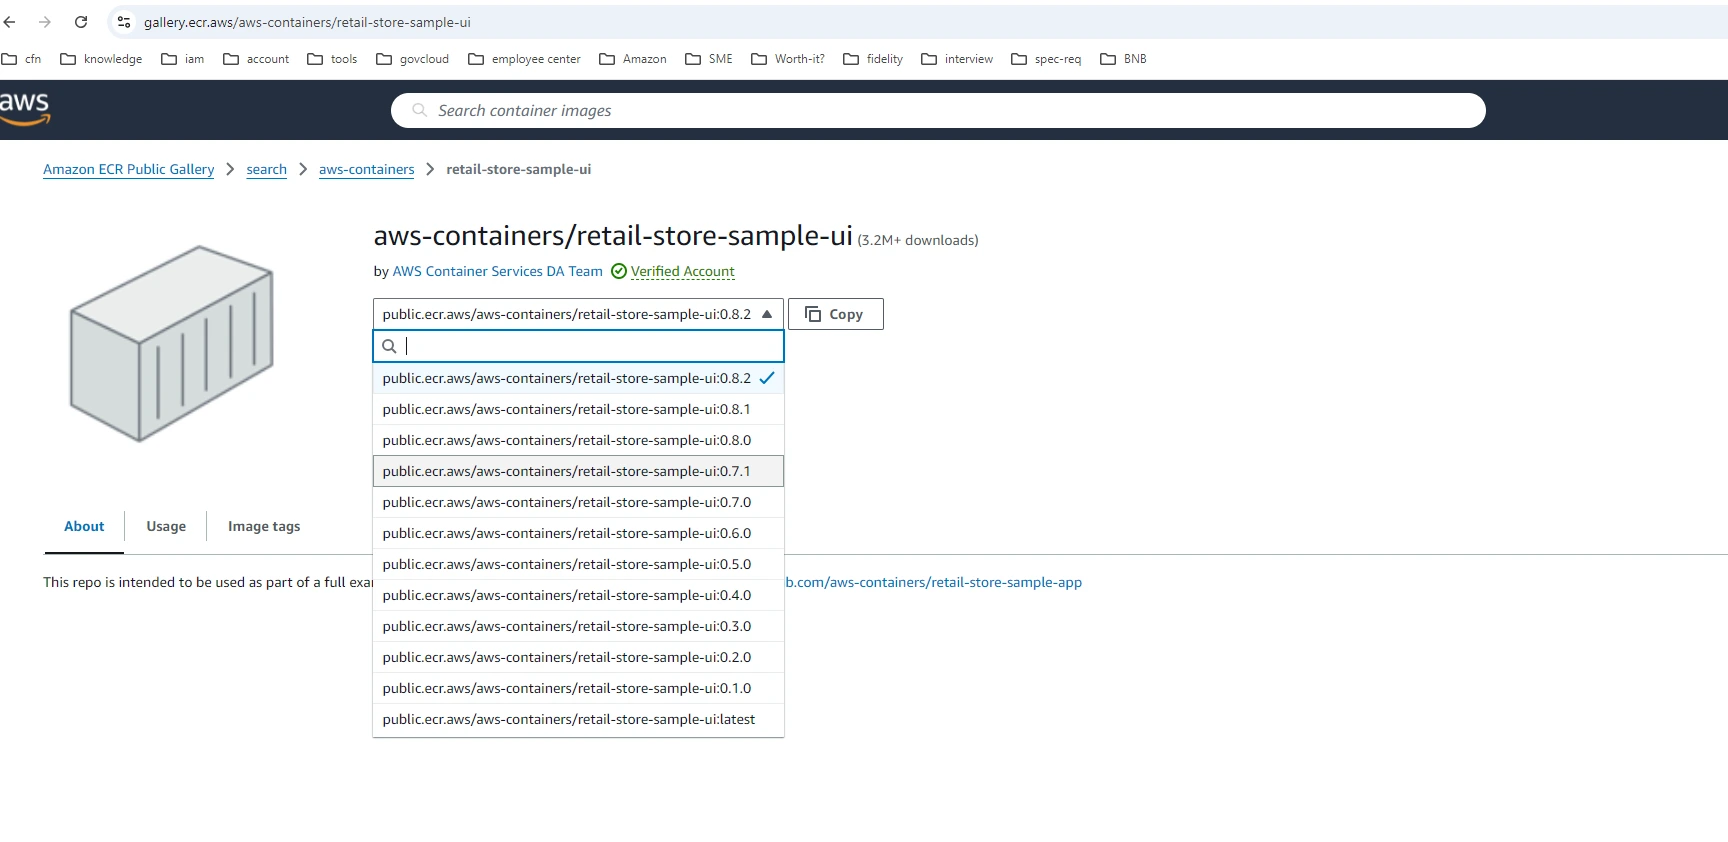 gallery.ecr.aws/aws-containers/retail-store-sample-ui
cfn knowledge iam account tools govcloud employee center Amazon SME Worth-it? fidelity interview spec-req BNB
aws
Search container images
Amazon ECR Public Gallery > search > aws-containers > retail-store-sample-ui
aws-containers/retail-store-sample-ui (3.2M+ downloads)
by AWS Container Services DA Team Verified Account
public.ecr.aws/aws-containers/retail-store-sample-ui:0.8.2 Copy
public.ecr.aws/aws-containers/retail-store-sample-ui:0.8.2
public.ecr.aws/aws-containers/retail-store-sample-ui:0.8.1
public.ecr.aws/aws-containers/retail-store-sample-ui:0.8.0
public.ecr.aws/aws-containers/retail-store-sample-ui:0.7.1
public.ecr.aws/aws-containers/retail-store-sample-ui:0.7.0
public.ecr.aws/aws-containers/retail-store-sample-ui:0.6.0
public.ecr.aws/aws-containers/retail-store-sample-ui:0.5.0
public.ecr.aws/aws-containers/retail-store-sample-ui:0.4.0
public.ecr.aws/aws-containers/retail-store-sample-ui:0.3.0
public.ecr.aws/aws-containers/retail-store-sample-ui:0.2.0
public.ecr.aws/aws-containers/retail-store-sample-ui:0.1.0
public.ecr.aws/aws-containers/retail-store-sample-ui:latest
About Usage Image tags
This repo is intended to be used as part of a full exa b.com/aws-containers/retail-store-sample-app